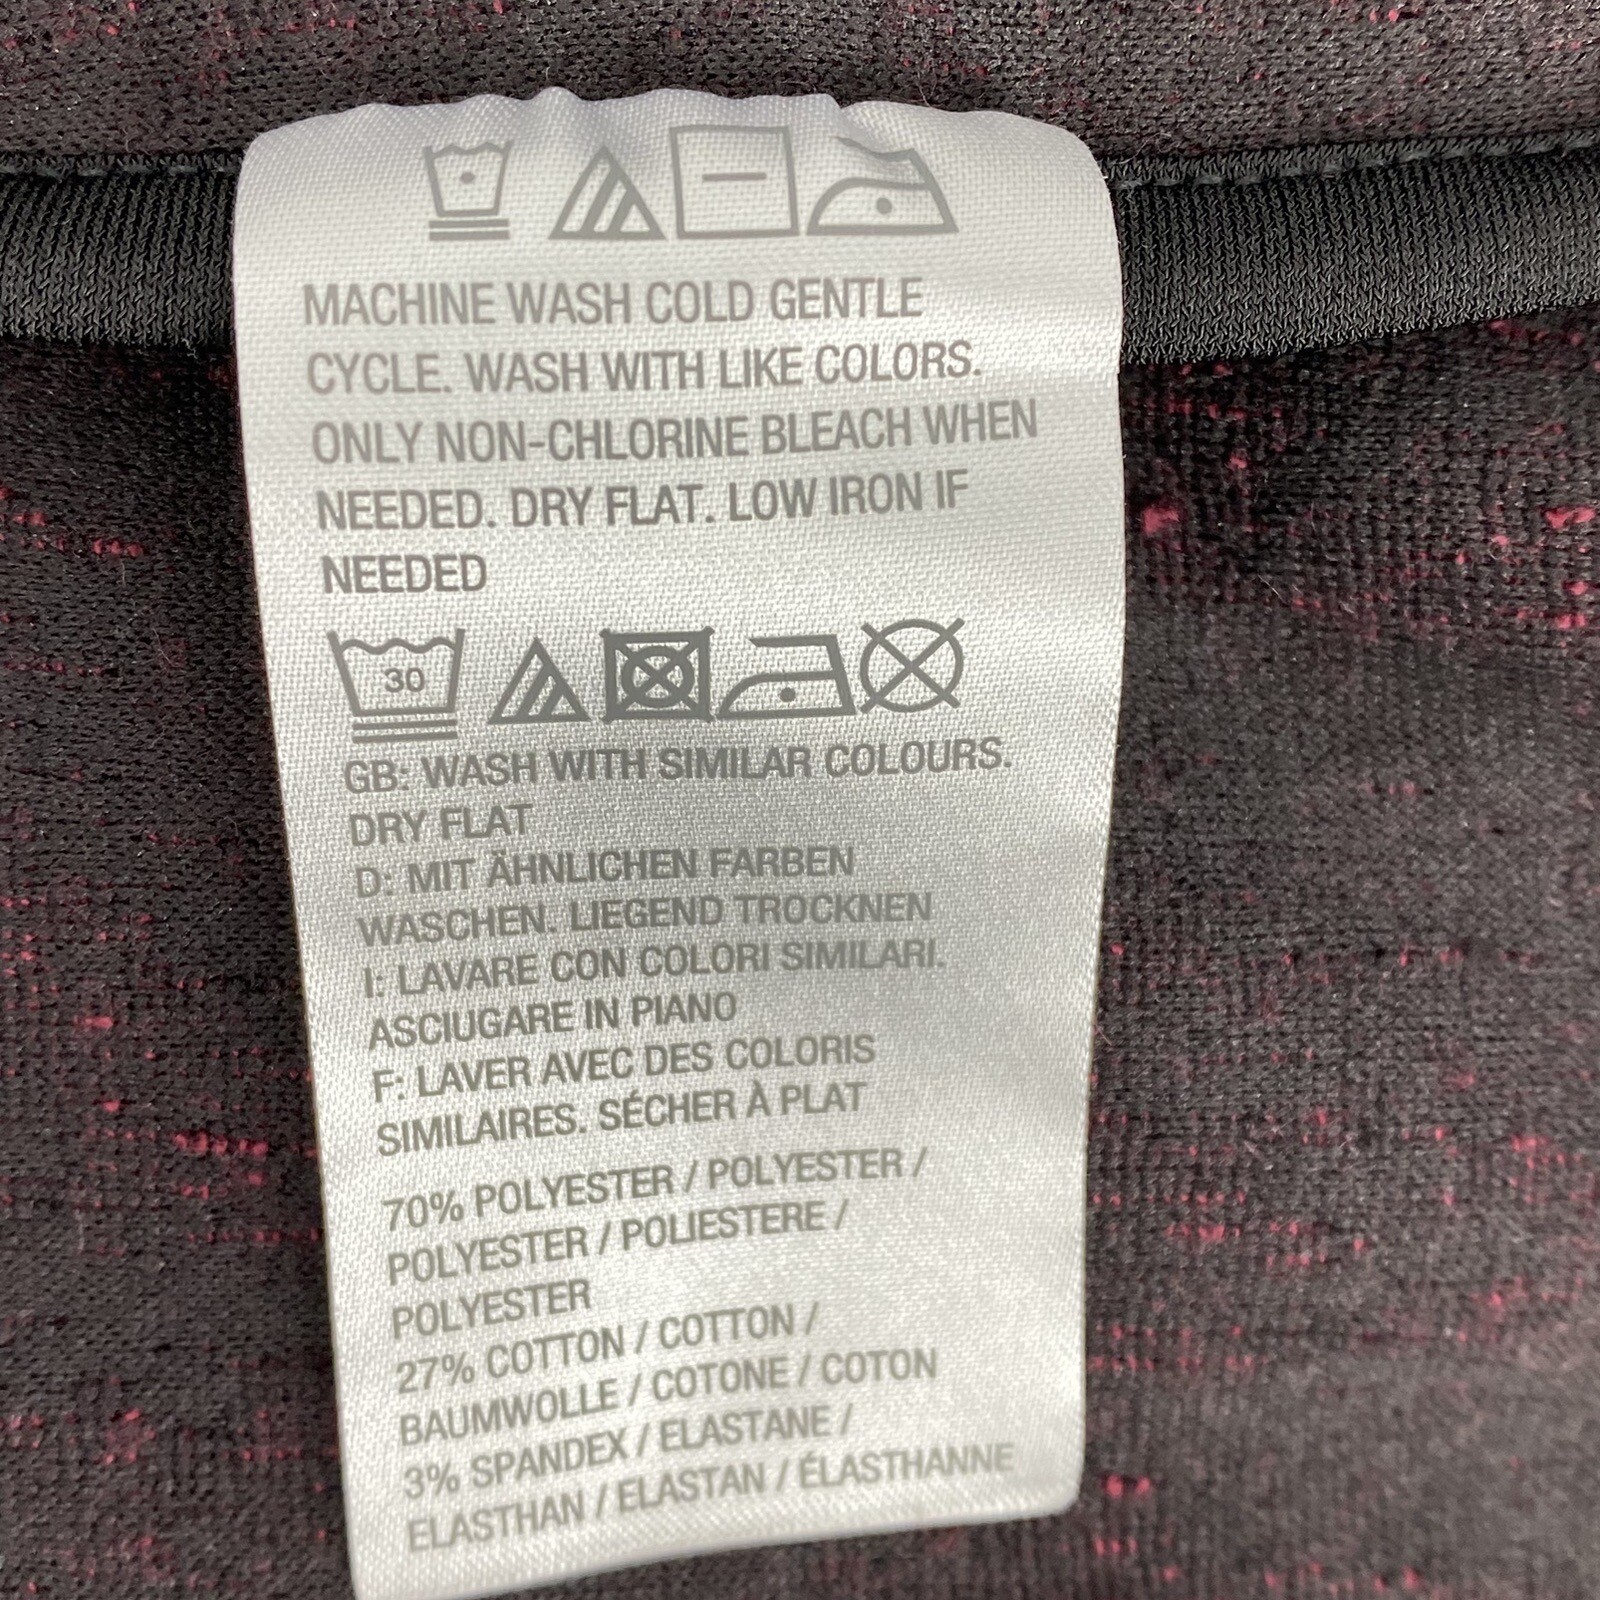 MACHINE WASH COLD GENTLE
CYCLE. WASH WITH LIKE COLORS.
ONLY NON-CHLORINE BLEACH WHEN
NEEDED. DRY FLAT. LOW IRON IF
NEEDED
30
GB: WASH WITH SIMILAR COLOURS.
DRY FLAT
D: MIT ÄHNLICHEN FARBEN
WASCHEN. LIEGEND TROCKNEN
I: LAVARE CON COLORI SIMILARI.
ASCIUGARE IN PIANO
F: LAVER AVEC DES COLORIS
SIMILAIRES. SÉCHER À PLAT
70% POLYESTER / POLYESTER /
POLYESTER / POLIESTERE /
POLYESTER
27% COTTON / COTTON /
BAUMWOLLE / COTONE / COTON
3% SPANDEX / ELASTANE /
ELASTHAN / ELASTAN / ÉLASTHANNE